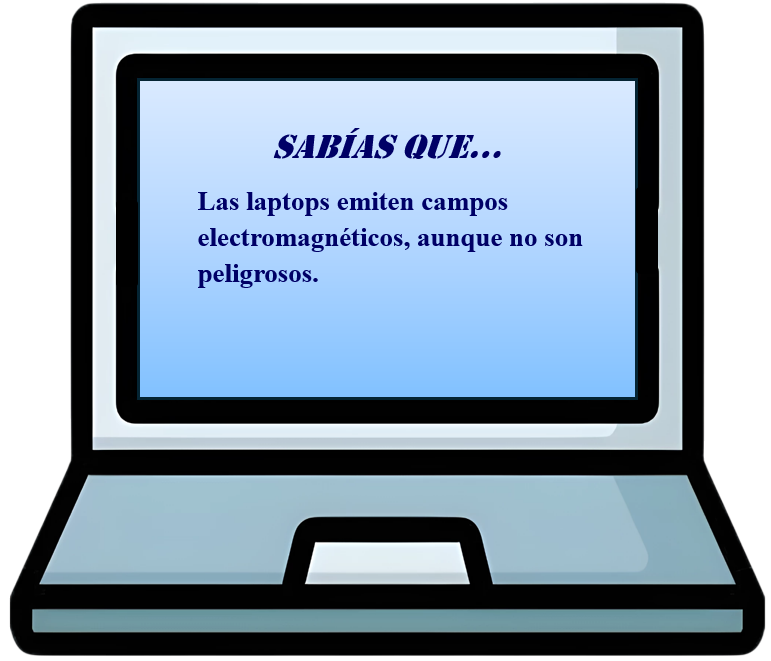 SABÍAS QUE...
Las laptops emiten campos
electromagnéticos, aunque no son
peligrosos.